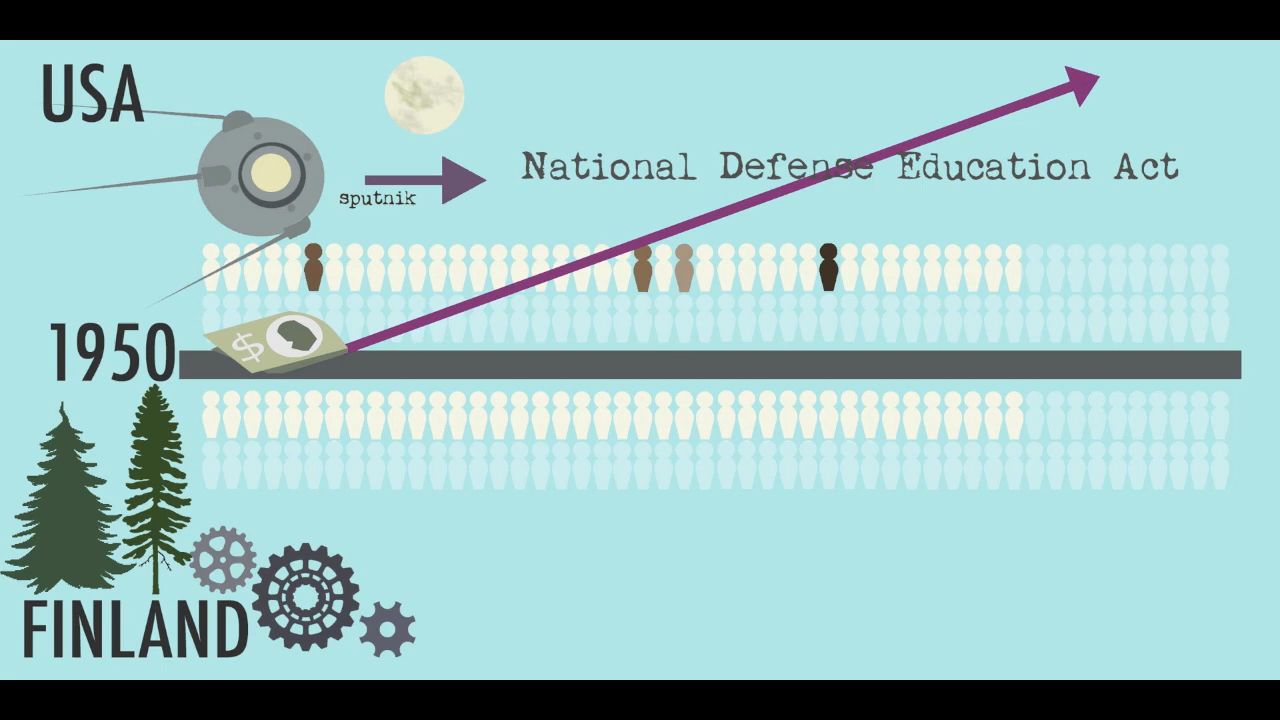 USA
sputnik
National Defense Education Act
1950
$
FINLAND